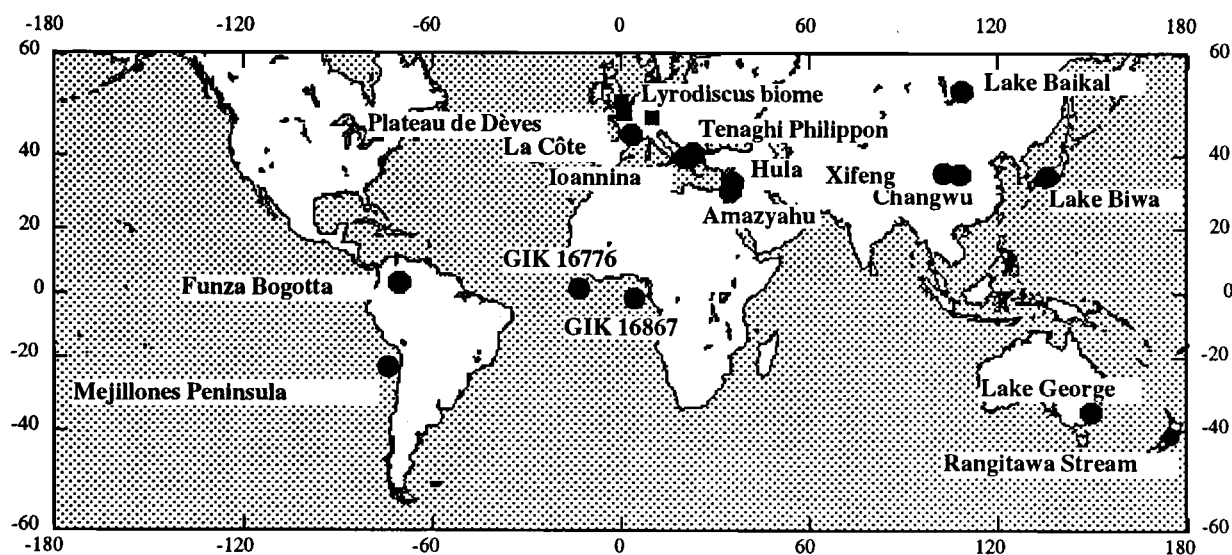 -180 -120 -60 0 60 120 180
60 60
Lake Baikal
Lyrodiscus biome
Plateau de Dèves
Tenaghi Philippon
La Côte
40 40
Ioannina
Hula
Xifeng
Changwu
Lake Biwa
Amazyahu
20 20
GIK 16776
Funza Bogotta
0 0
GIK 16867
-20 -20
Mejillones Peninsula
Lake George
-40 -40
Rangitawa Stream
-60 -60
-180 -120 -60 0 60 120 180